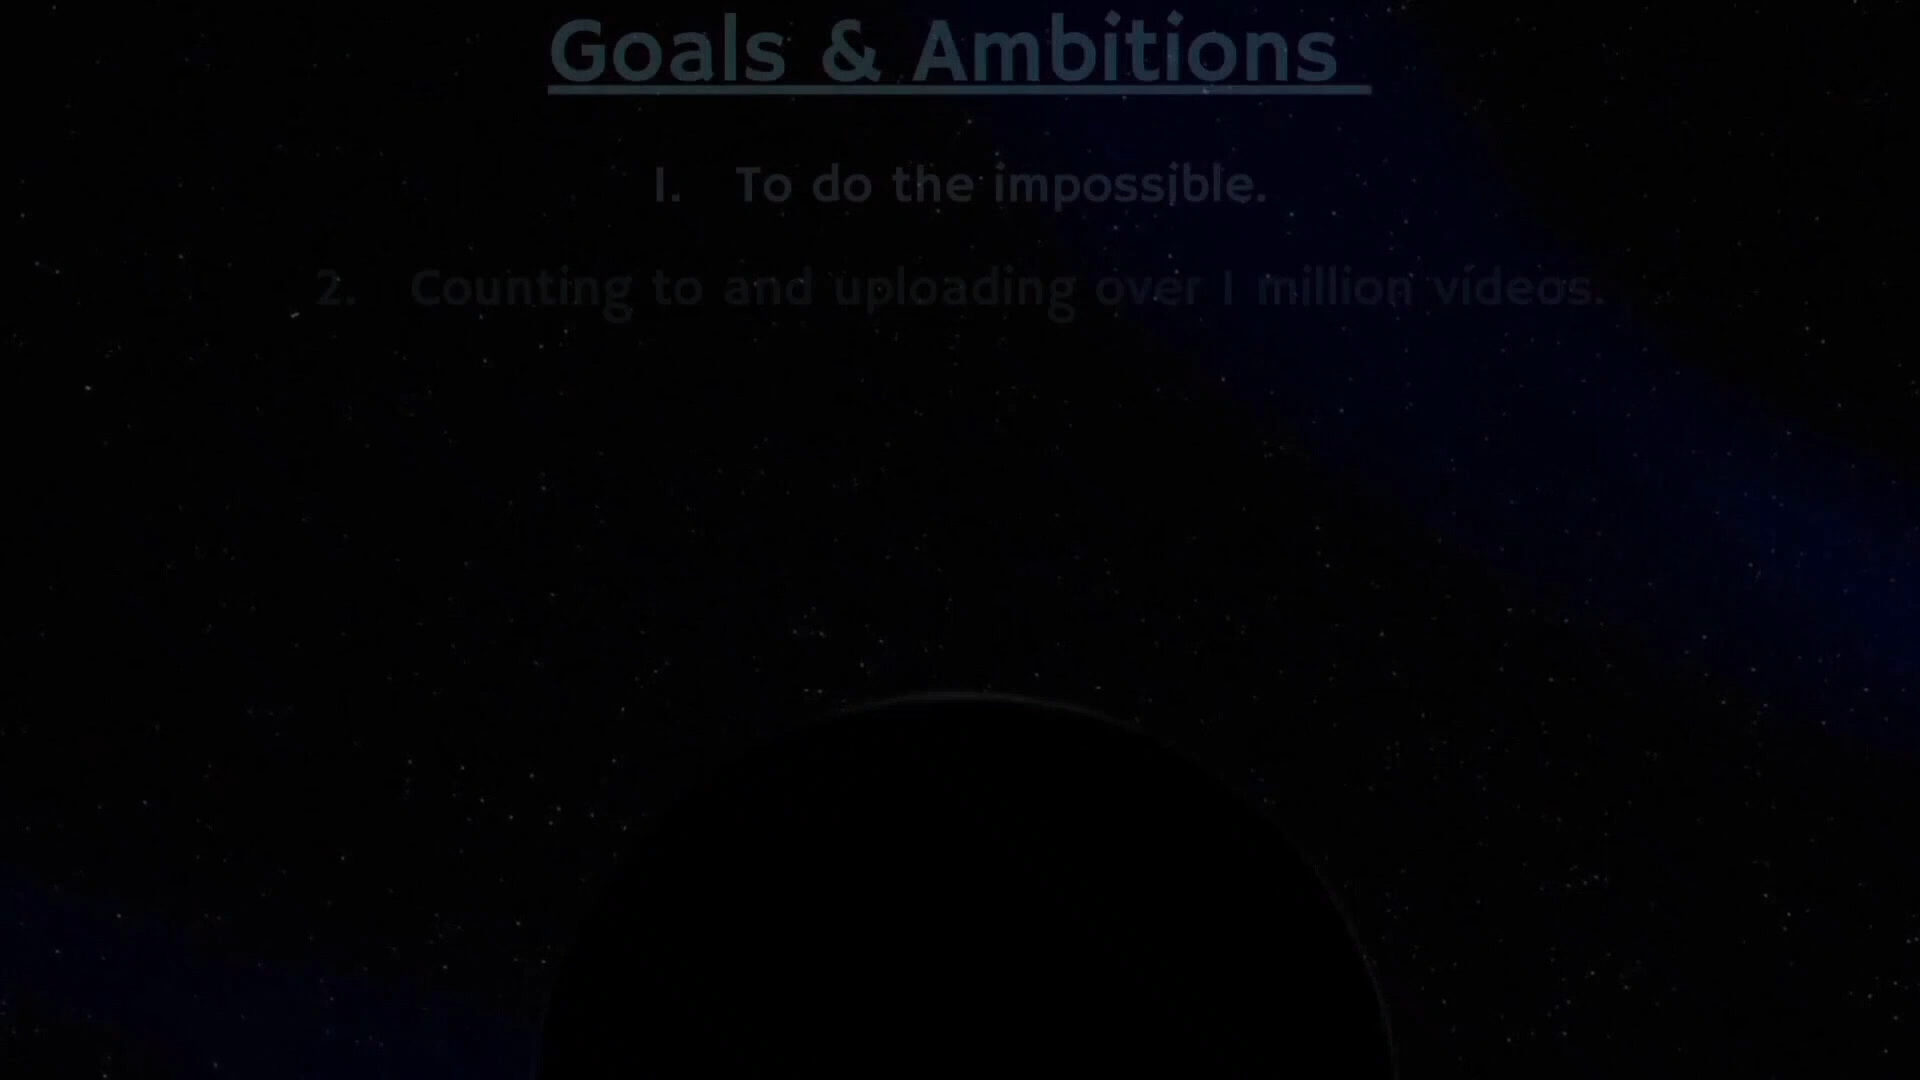 Goals & Ambitions
1. To do the impossible.
2. Counting to and uploading over 1 million videos.